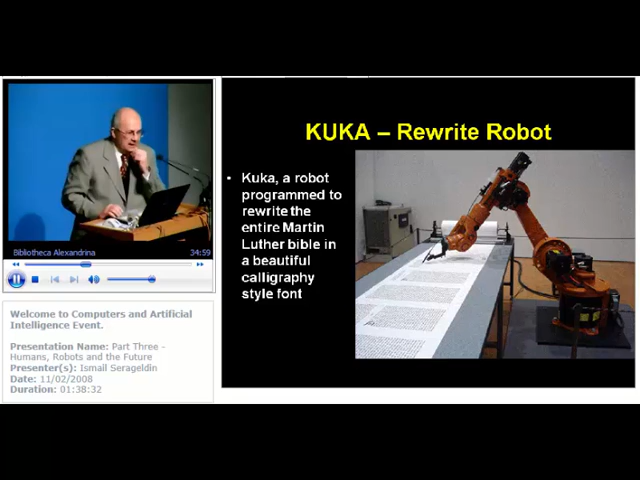 KUKA – Rewrite Robot
• Kuka, a robot
programmed to
rewrite the
entire Martin
Luther bible in
a beautiful
calligraphy
style font
Bibliotheca Alexandrina 34:59
Welcome to Computers and Artificial
Intelligence Event.
Presentation Name: Part Three -
Humans, Robots and the Future
Presenter(s): Ismail Serageldin
Date: 11/02/2008
Duration: 01:38:32